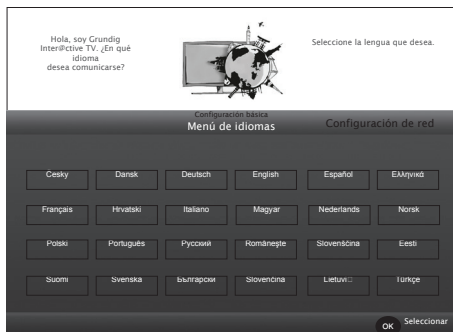 Hola, soy Grundig
Inter@ctive TV. ¿En qué
idioma
desea comunicarse?
Seleccione la lengua que desea.
Configuración básica
Menú de idiomas
Configuración de red
Česky Dansk Deutsch English Español Ελληνικά
Français Hrvatski Italiano Magyar Nederlands Norsk
Polski Português Русский Româneşte Slovenščina Eesti
Suomi Svenska Български Slovenčina Lietuvi□ Türkçe
OK Seleccionar